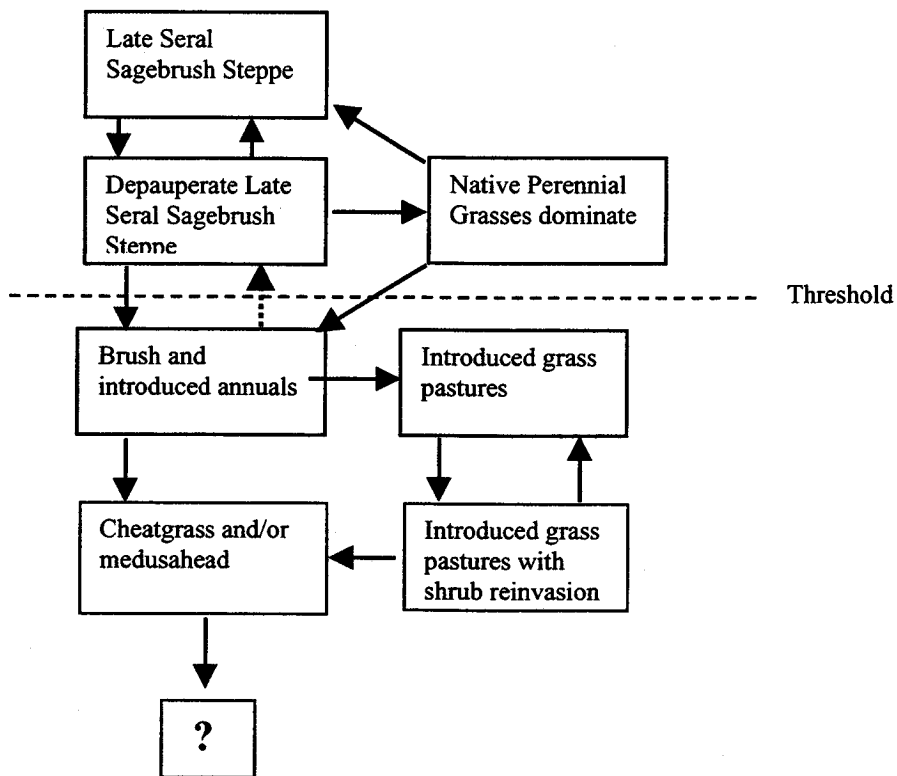 Late Seral
Sagebrush Steppe
Depauperate Late
Seral Sagebrush
Steppe
Native Perennial
Grasses dominate
Threshold
Brush and
introduced annuals
Introduced grass
pastures
Cheatgrass and/or
medusahead
Introduced grass
pastures with
shrub reinvasion
?